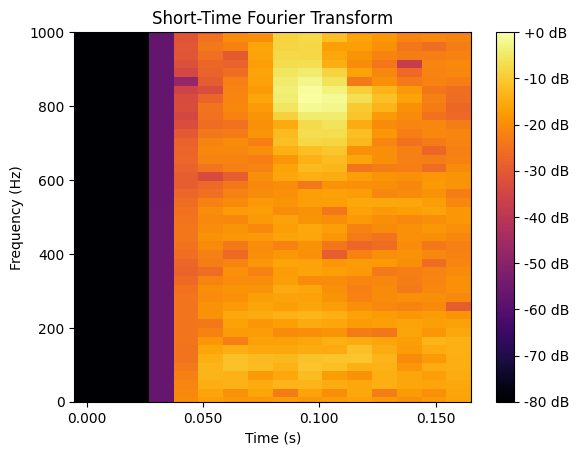 Short-Time Fourier Transform
1000
800
600
400
200
0
Frequency (Hz)
0.000
0.050
0.100
0.150
Time (s)
+0 dB
-10 dB
-20 dB
-30 dB
-40 dB
-50 dB
-60 dB
-70 dB
-80 dB